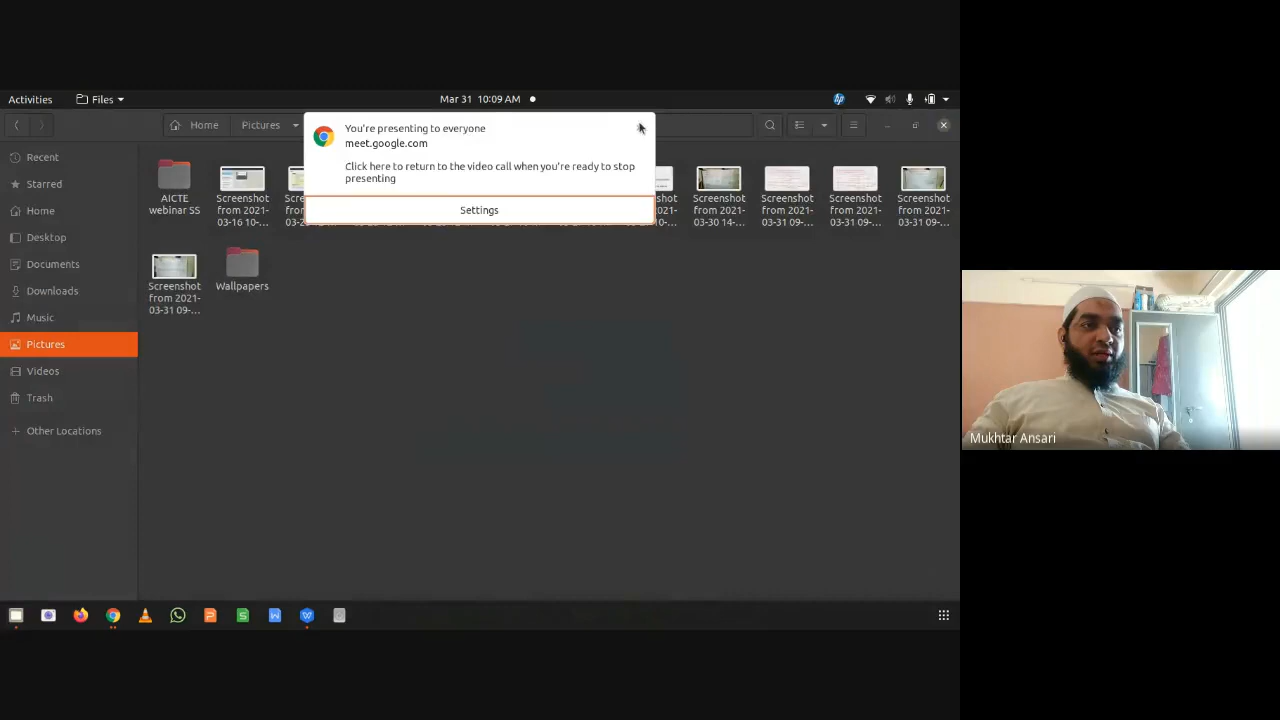 Activities
Files
Mar 31 10:09 AM
hp
Home
Pictures
You're presenting to everyone
meet.google.com
Click here to return to the video call when you're ready to stop
presenting
Settings
Recent
Starred
Home
Desktop
Documents
Downloads
Music
Pictures
Videos
Trash
Other Locations
AICTE
webinar SS
Screenshot
from 2021-
03-16 10-...
Screenshot
from 2021-
03-30 14-...
Screenshot
from 2021-
03-31 09-...
Screenshot
from 2021-
03-31 09-...
Screenshot
from 2021-
03-31 09-...
Screenshot
from 2021-
03-31 09-...
Wallpapers
Mukhtar Ansari